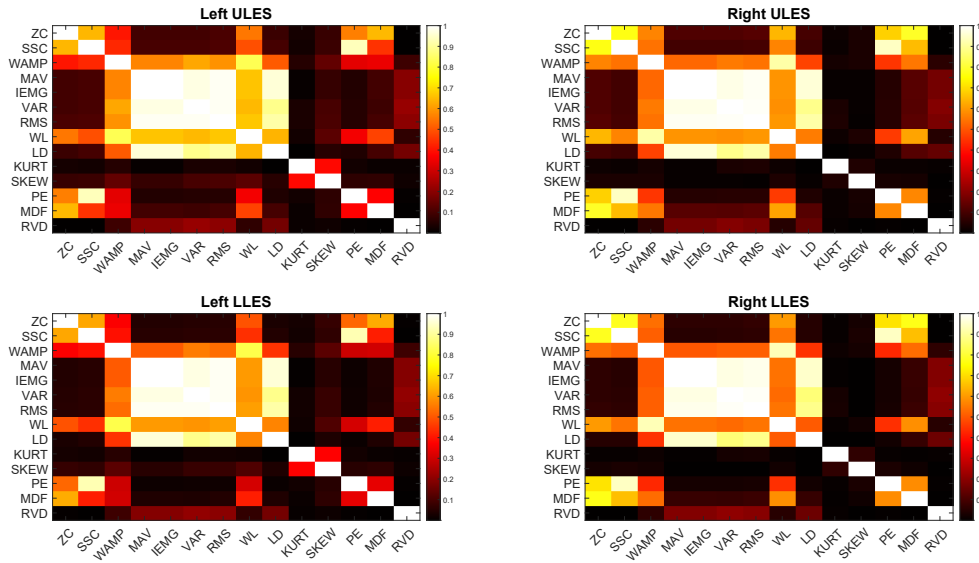 Left ULES
ZC
SSC
WAMP
MAV
IEMG
VAR
RMS
WL
LD
KURT
SKEW
PE
MDF
RVD
1
0.9
0.8
0.7
0.6
0.5
0.4
0.3
0.2
0.1
ZC SSC WAMP MAV IEMG VAR RMS WL LD KURT SKEW PE MDF RVD
Right ULES
ZC
SSC
WAMP
MAV
IEMG
VAR
RMS
WL
LD
KURT
SKEW
PE
MDF
RVD
1
ZC SSC WAMP MAV IEMG VAR RMS WL LD KURT SKEW PE MDF RVD
Left LLES
ZC
SSC
WAMP
MAV
IEMG
VAR
RMS
WL
LD
KURT
SKEW
PE
MDF
RVD
1
0.9
0.8
0.7
0.6
0.5
0.4
0.3
0.2
0.1
ZC SSC WAMP MAV IEMG VAR RMS WL LD KURT SKEW PE MDF RVD
Right LLES
ZC
SSC
WAMP
MAV
IEMG
VAR
RMS
WL
LD
KURT
SKEW
PE
MDF
RVD
1
ZC SSC WAMP MAV IEMG VAR RMS WL LD KURT SKEW PE MDF RVD